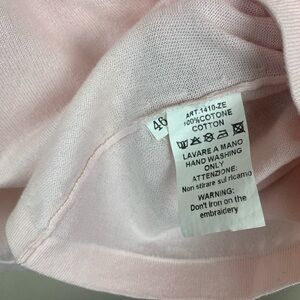 46
ART.1410-ZE
100%COTONE
COTTON
LAVARE A MANO
HAND WASHING
ONLY
ATTENZIONE:
Non stirare sul ricamo
WARNING:
Don't iron on the
embraidery